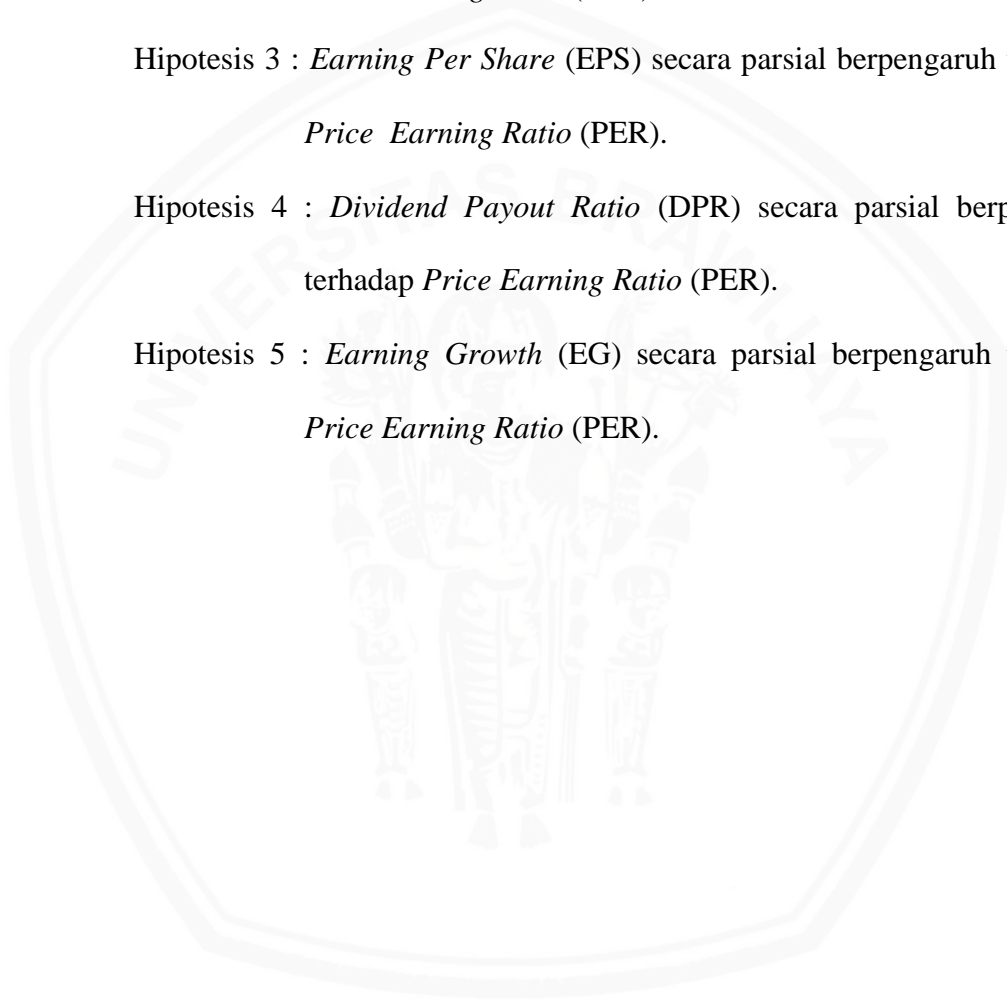 Hipotesis 3 : Earning Per Share (EPS) secara parsial berpengaruh
Price Earning Ratio (PER).
Hipotesis 4 : Dividend Payout Ratio (DPR) secara parsial
terhadap Price Earning Ratio (PER).
Hipotesis 5 : Earning Growth (EG) secara parsial berpengaruh
Price Earning Ratio (PER).
UNIVERSITAS BRAWIJAYA